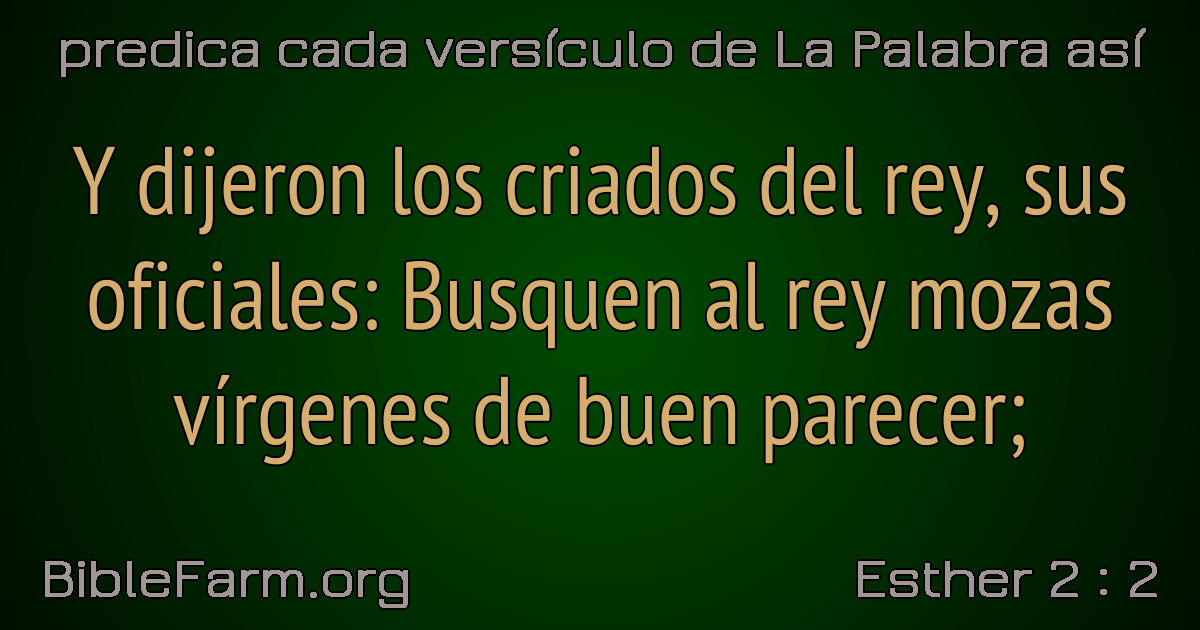 predica cada versículo de La Palabra así
Y dijeron los criados del rey, sus
oficiales: Busquen al rey mozas
vírgenes de buen parecer;
BibleFarm.org
Esther 2 : 2